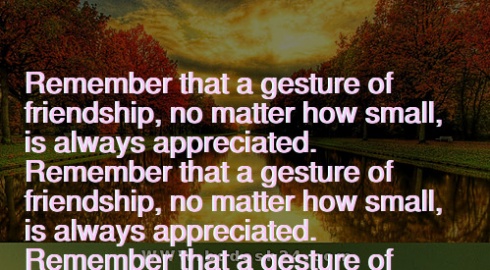 Remember that a gesture of
friendship, no matter how small,
is always appreciated.
Remember that a gesture of
friendship, no matter how small,
is always appreciated.
Remember that a gesture of